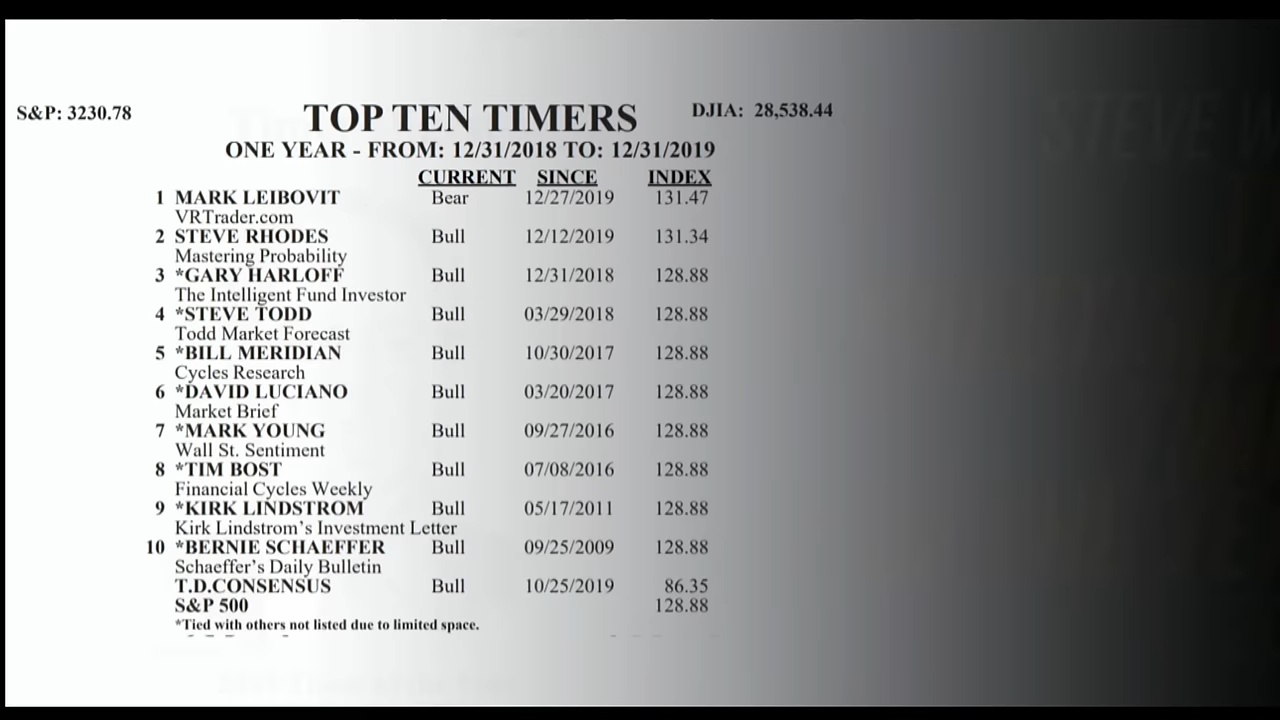 S&P: 3230.78
TOP TEN TIMERS
DJIA: 28,538.44
ONE YEAR - FROM: 12/31/2018 TO: 12/31/2019
CURRENT SINCE INDEX
1 MARK LEIBOVIT Bear 12/27/2019 131.47
VRTrader.com
2 STEVE RHODES Bull 12/12/2019 131.34
Mastering Probability
3 *GARY HARLOFF Bull 12/31/2018 128.88
The Intelligent Fund Investor
4 *STEVE TODD Bull 03/29/2018 128.88
Todd Market Forecast
5 *BILL MERIDIAN Bull 10/30/2017 128.88
Cycles Research
6 *DAVID LUCIANO Bull 03/20/2017 128.88
Market Brief
7 *MARK YOUNG Bull 09/27/2016 128.88
Wall St. Sentiment
8 *TIM BOST Bull 07/08/2016 128.88
Financial Cycles Weekly
9 *KIRK LINDSTROM Bull 05/17/2011 128.88
Kirk Lindstrom's Investment Letter
10 *BERNIE SCHAEFFER Bull 09/25/2009 128.88
Schaeffer's Daily Bulletin
T.D.CONSENSUS Bull 10/25/2019 86.35
S&P 500 128.88
*Tied with others not listed due to limited space.
STEVE